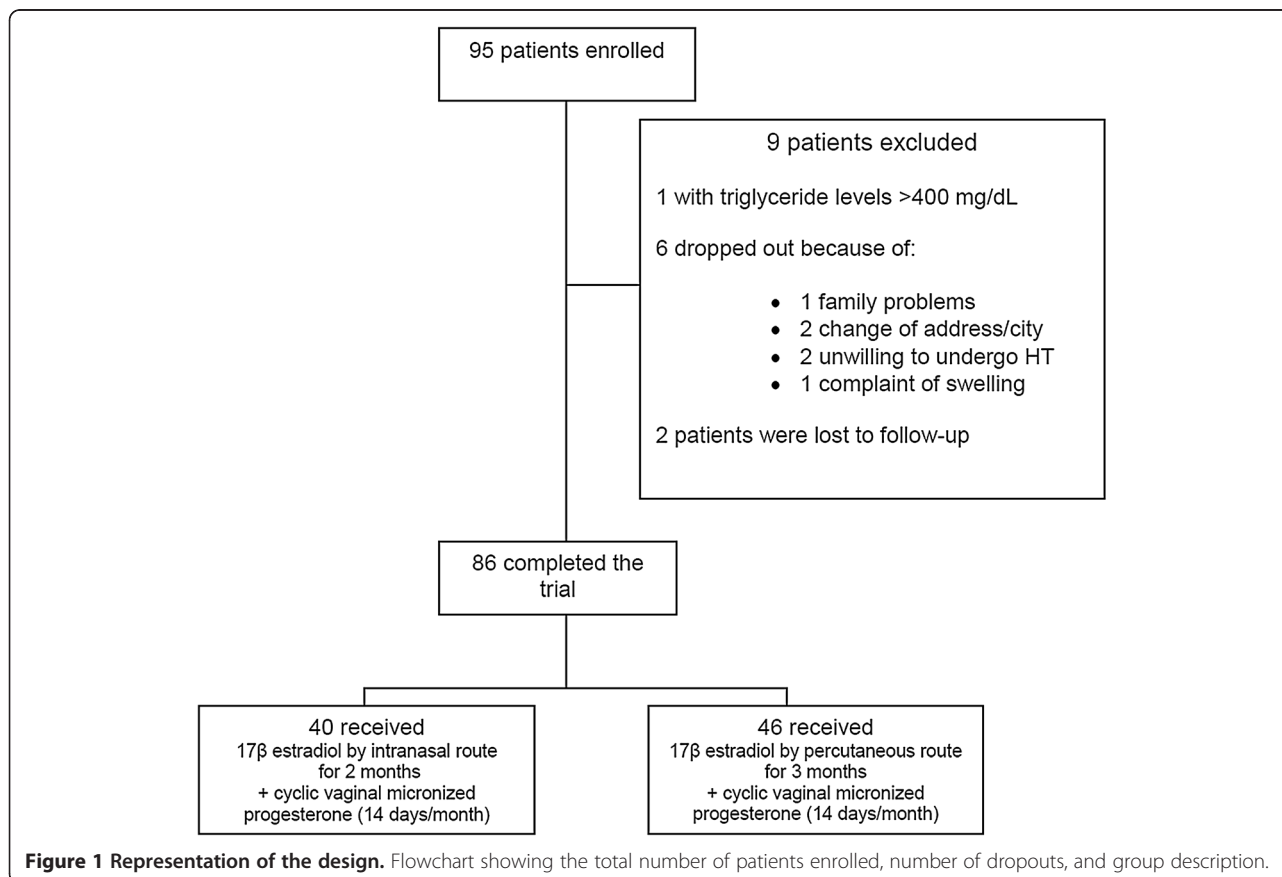 95 patients enrolled
9 patients excluded
1 with triglyceride levels >400 mg/dL
6 dropped out because of:
• 1 family problems
• 2 change of address/city
• 2 unwilling to undergo HT
• 1 complaint of swelling
2 patients were lost to follow-up
86 completed the
trial
40 received
17β estradiol by intranasal route
for 2 months
+ cyclic vaginal micronized
progesterone (14 days/month)
46 received
17β estradiol by percutaneous route
for 3 months
+ cyclic vaginal micronized
progesterone (14 days/month)
Figure 1 Representation of the design. Flowchart showing the total number of patients enrolled, number of dropouts, and group description.